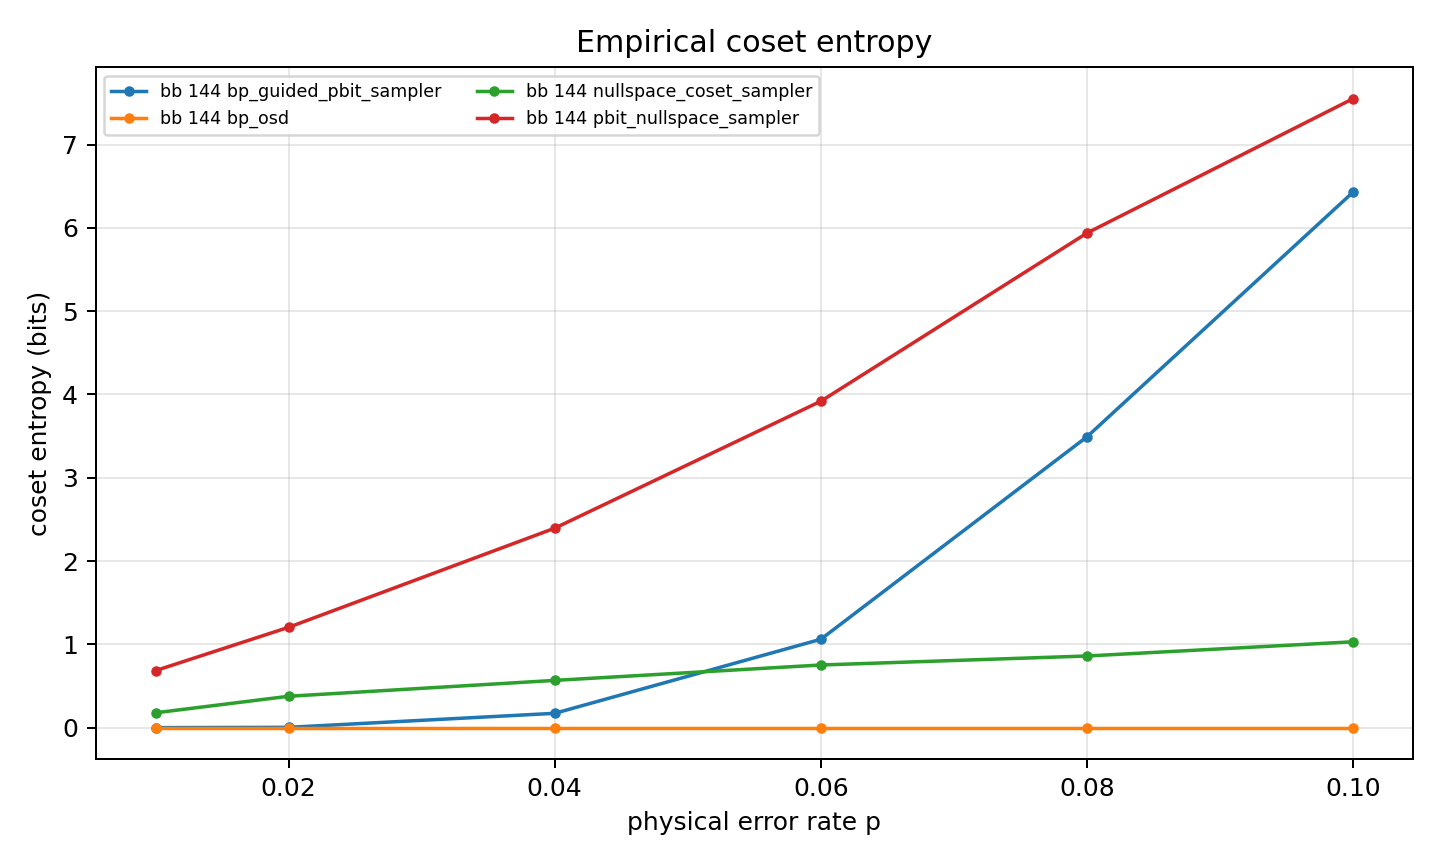 Empirical coset entropy
bb 144 bp_guided_pbit_sampler
bb 144 bp_osd
bb 144 nullspace_coset_sampler
bb 144 pbit_nullspace_sampler
coset entropy (bits)
7
6
5
4
3
2
1
0
0.02 0.04 0.06 0.08 0.10
physical error rate p